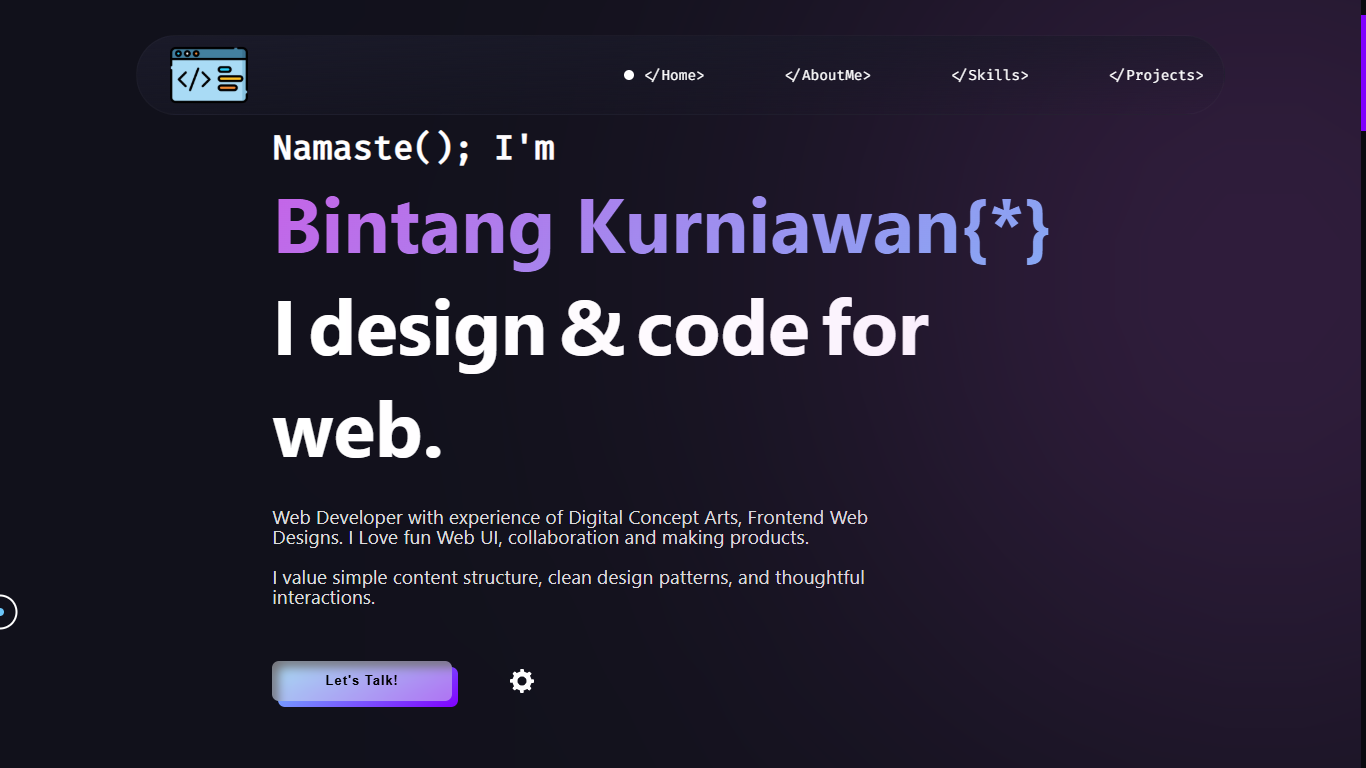 </Home> </AboutMe> </Skills> </Projects>
Namaste(); I'm
Bintang Kurniawan{*}
I design & code for
web.
Web Developer with experience of Digital Concept Arts, Frontend Web
Designs. I Love fun Web UI, collaboration and making products.
I value simple content structure, clean design patterns, and thoughtful
interactions.
Let's Talk!